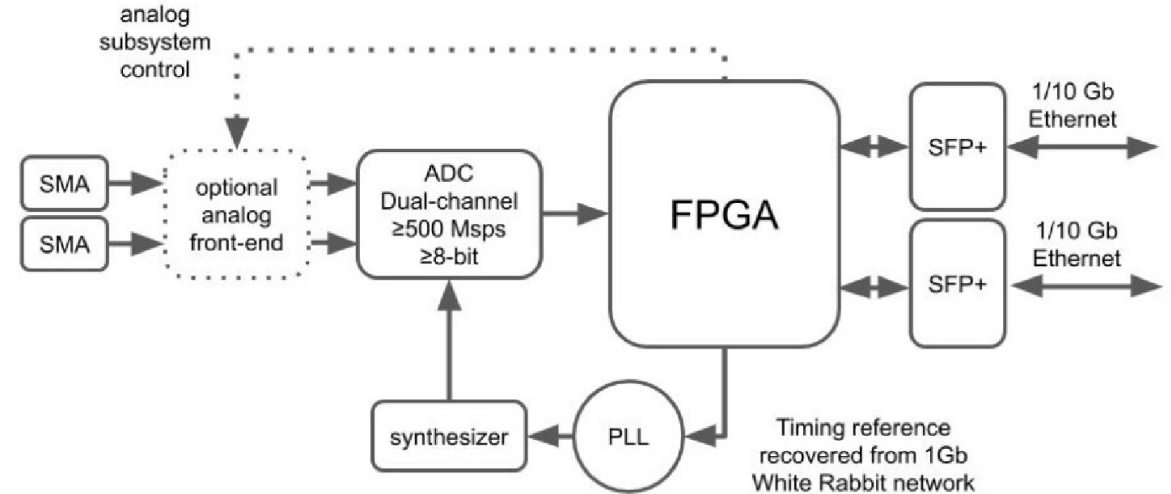 analog
subsystem
control
SMA
SMA
optional
analog
front-end
ADC
Dual-channel
≥500 Msps
≥8-bit
FPGA
SFP+
1/10 Gb
Ethernet
SFP+
1/10 Gb
Ethernet
synthesizer
PLL
Timing reference
recovered from 1Gb
White Rabbit network